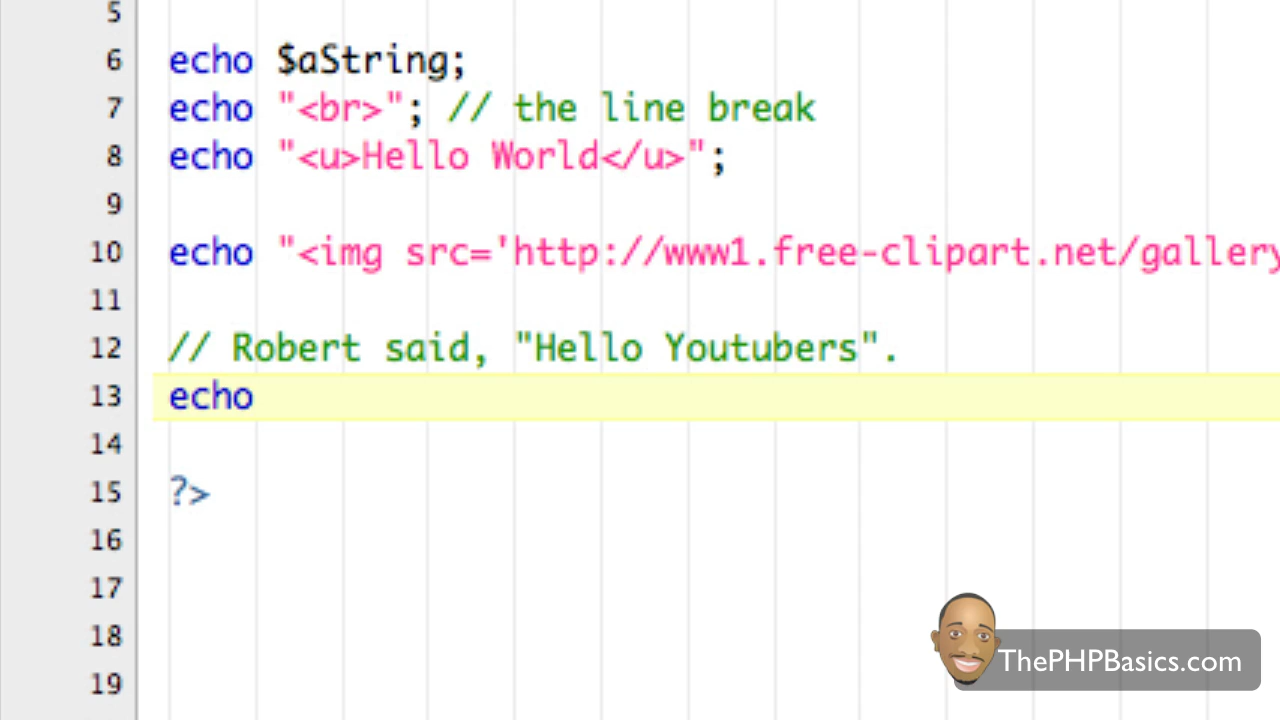 5
6 echo $aString;
7 echo "<br>"; // the line break
8 echo "<u>Hello World</u>";
9
10 echo "<img src='http://www1.free-clipart.net/gallery
11
12 // Robert said, "Hello Youtubers".
13 echo
14
15 ?>
16
17
18
19
ThePHPBasics.com